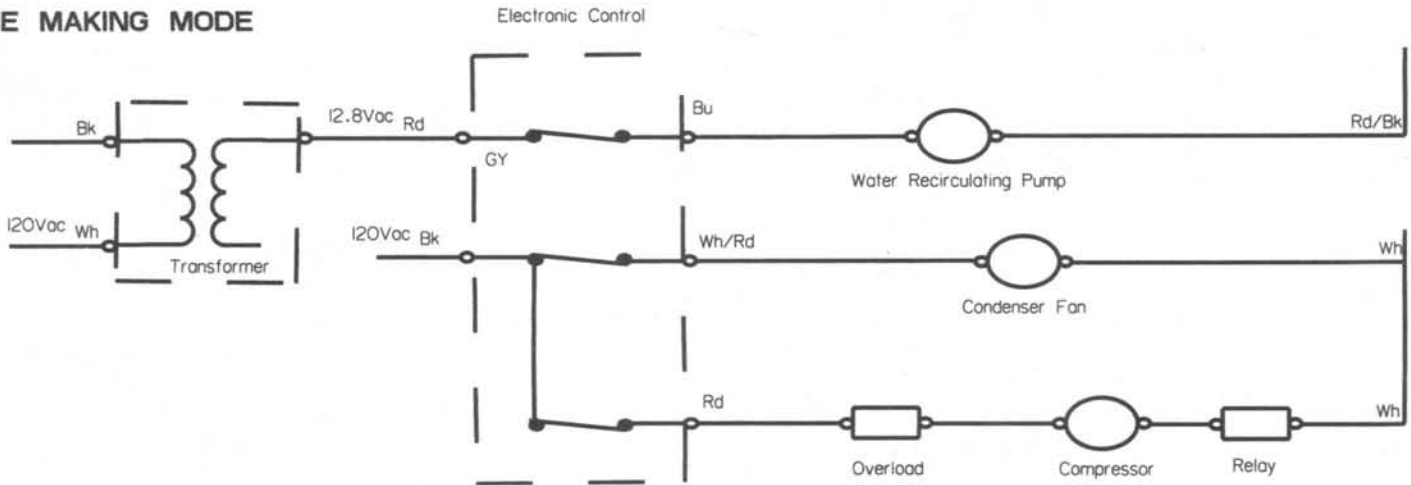 E MAKING MODE
Electronic Control
Bk
12.8Vac Rd
GY
Bu
Rd/Bk
Water Recirculating Pump
120Vac Wh
Transformer
120Vac Bk
Wh/Rd
Wh
Condenser Fan
Rd
Wh
Overload
Compressor
Relay